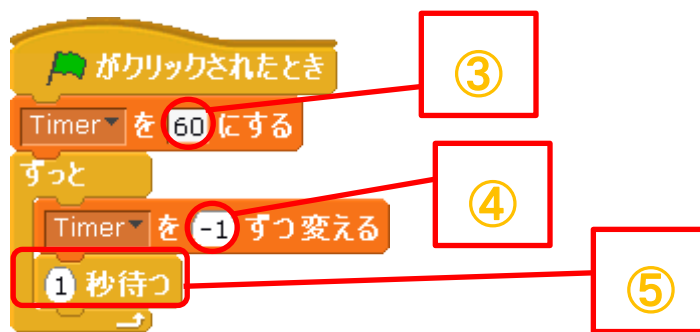 がクリックされたとき
③
Timer を 60 にする
ずっと
Timer を -1 ずつ変える
④
1 秒待つ
⑤